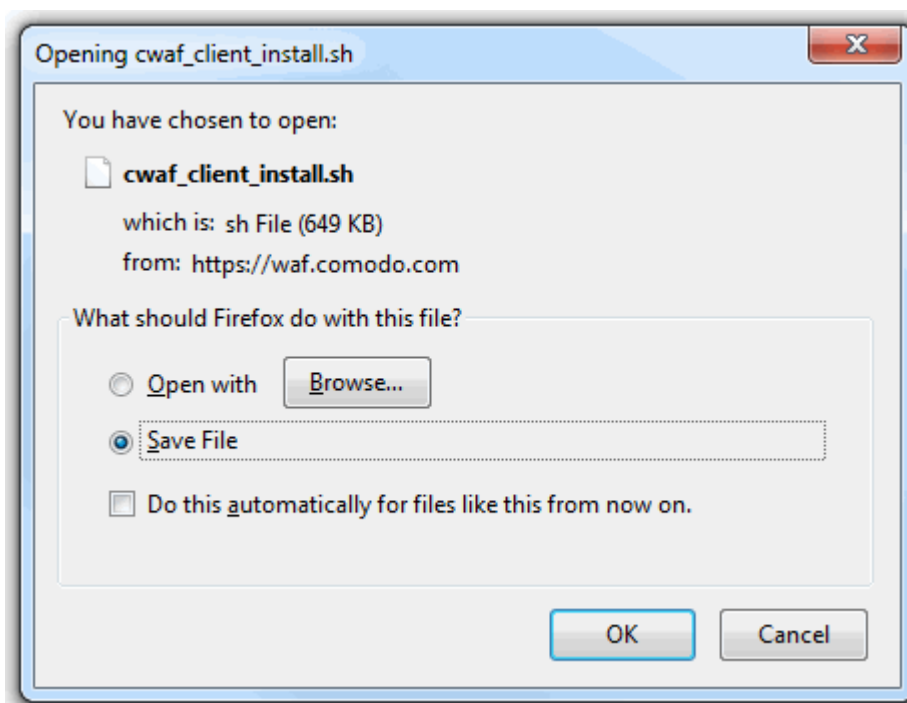 Opening cwaf_client_install.sh
You have chosen to open:
cwaf_client_install.sh
which is: sh File (649 KB)
from: https://waf.comodo.com
What should Firefox do with this file?
Open with Browse...
Save File
Do this automatically for files like this from now on.
OK Cancel